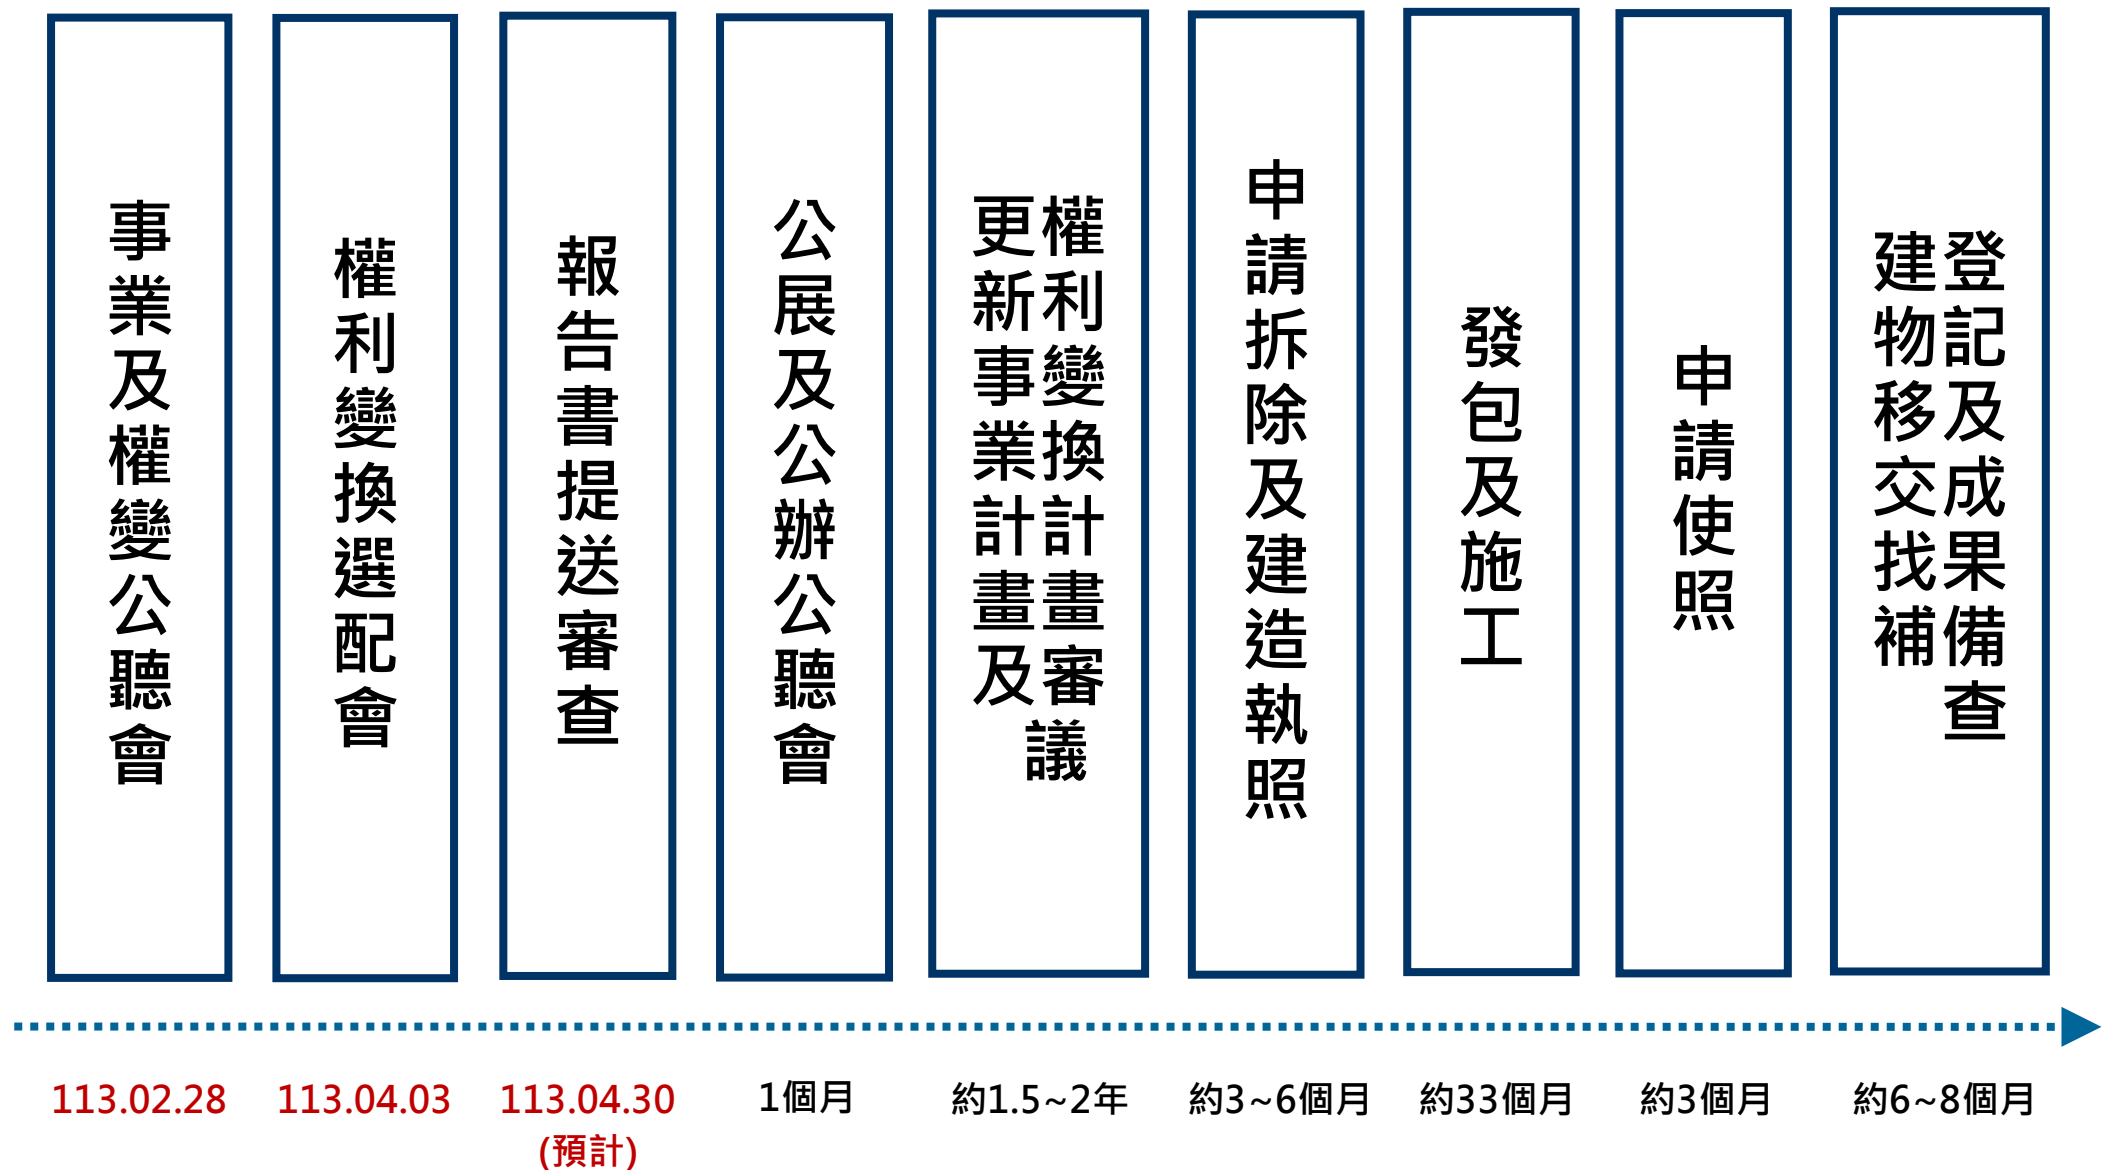 事業及權變公聽會
權利變換選配會
報告書提送審查
公展及公辦公聽會
更新事業計畫及
權利變換計畫審議
申請拆除及建造執照
發包及施工
申請使照
建物移交找補
登記及成果備查
113.02.28
113.04.03
113.04.30
(預計)
1個月
約1.5~2年
約3~6個月
約33個月
約3個月
約6~8個月